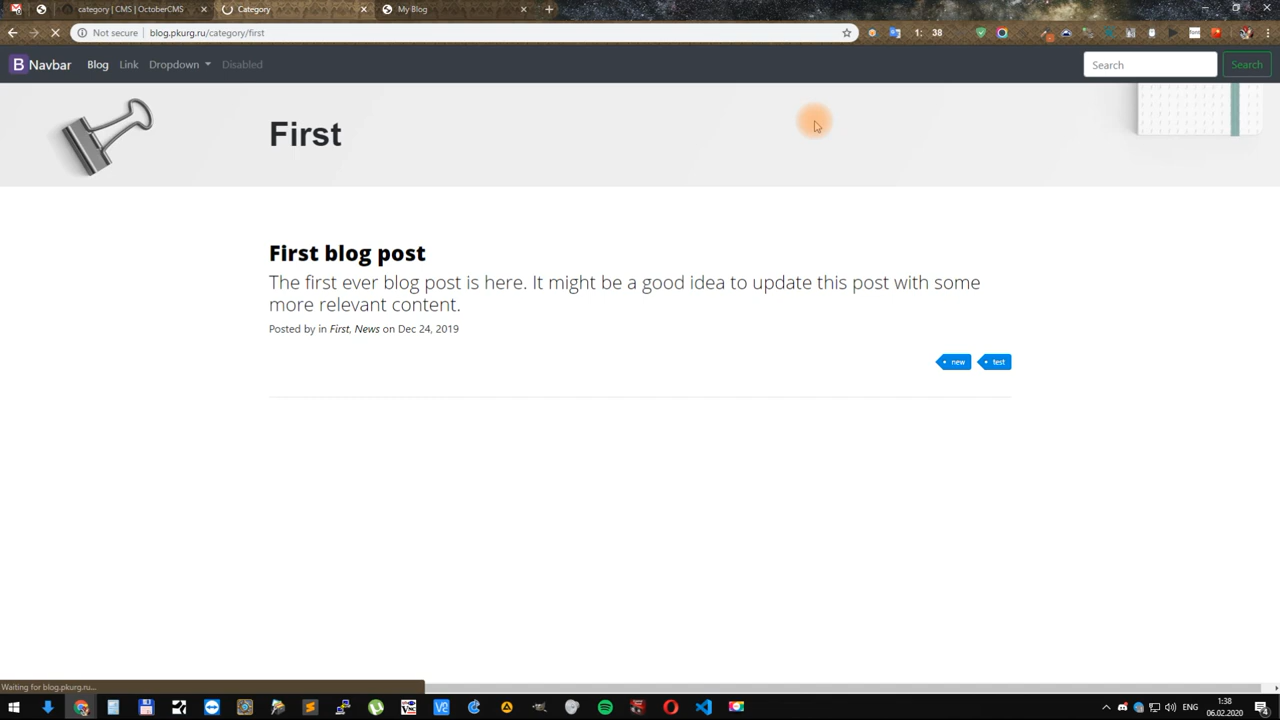 category | CMS | OctoberCMS
Category
My Blog
Not secure
blog.pkurg.ru/category/first
1: 38
B Navbar
Blog
Link
Dropdown
Disabled
Search
Search
First
First blog post
The first ever blog post is here. It might be a good idea to update this post with some
more relevant content.
Posted by in First, News on Dec 24, 2019
new
test
Waiting for blog.pkurg.ru...
ENG
1:38
06.02.2020